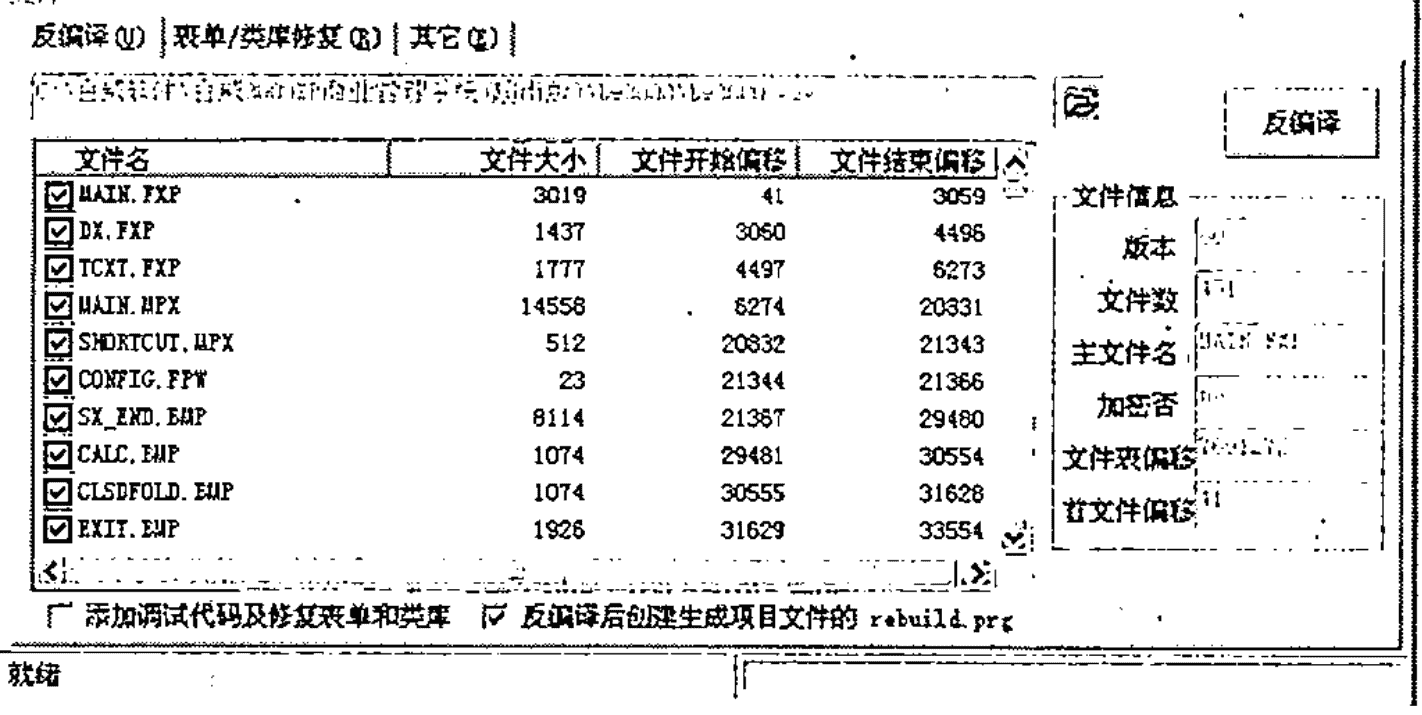 反编译(U) 表单/类库修复(R) 其它(E)
反编译
文件名 文件大小 文件开始偏移 文件结束偏移
MAIN.FXP 3019 41 3059
DX.FXP 1437 3060 4496
TCXT.FXP 1777 4497 6273
MAIN.MPX 14558 6274 20831
SHORTCUT.MPX 512 20832 21343
CONFIG.FPW 23 21344 21366
SX_END.BMP 8114 21367 29480
CALC.BMP 1074 29481 30554
CLSDFOLD.BMP 1074 30555 31628
EXIT.BMP 1926 31629 33554
文件信息
版本
文件数
主文件名 MAIN.FXP
加密否
文件表偏移
首文件偏移 41
添加调试代码及修复表单和类库 反编译后创建生成项目文件的 rebuild.prg
就绪